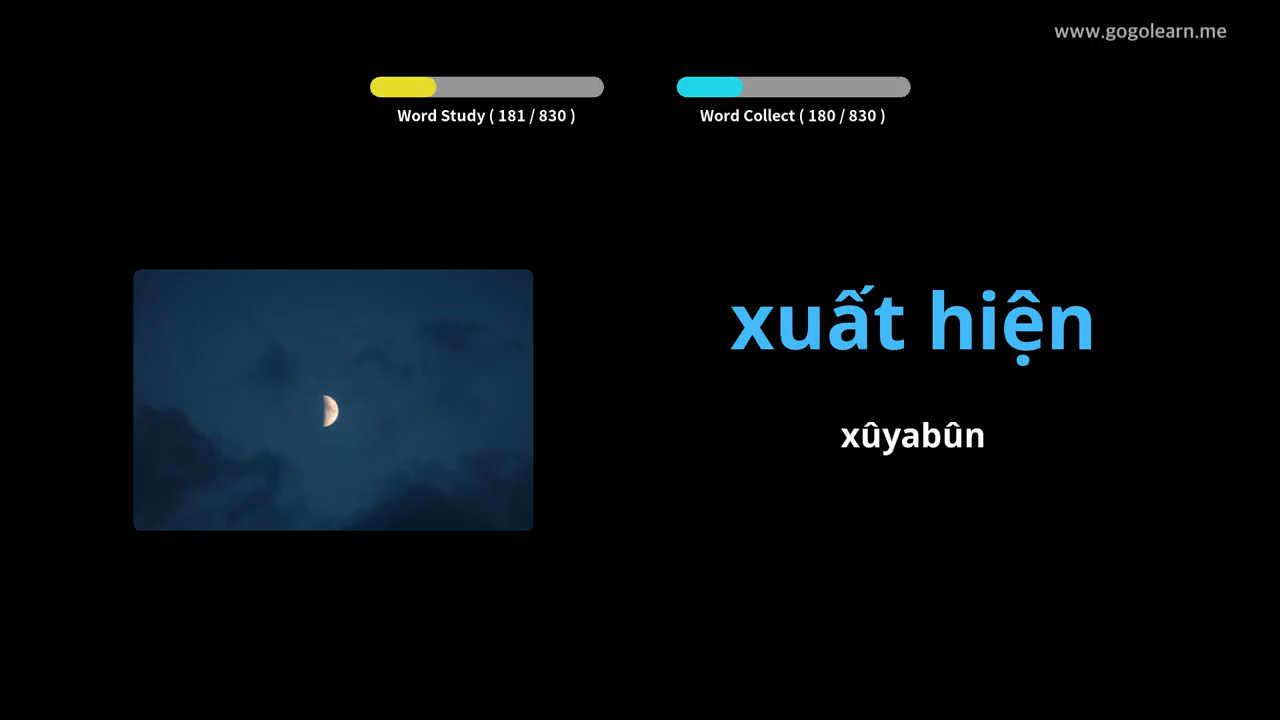 www.gogolearn.me
Word Study ( 181 / 830 )
Word Collect ( 180 / 830 )
xuất hiện
xûyabûn